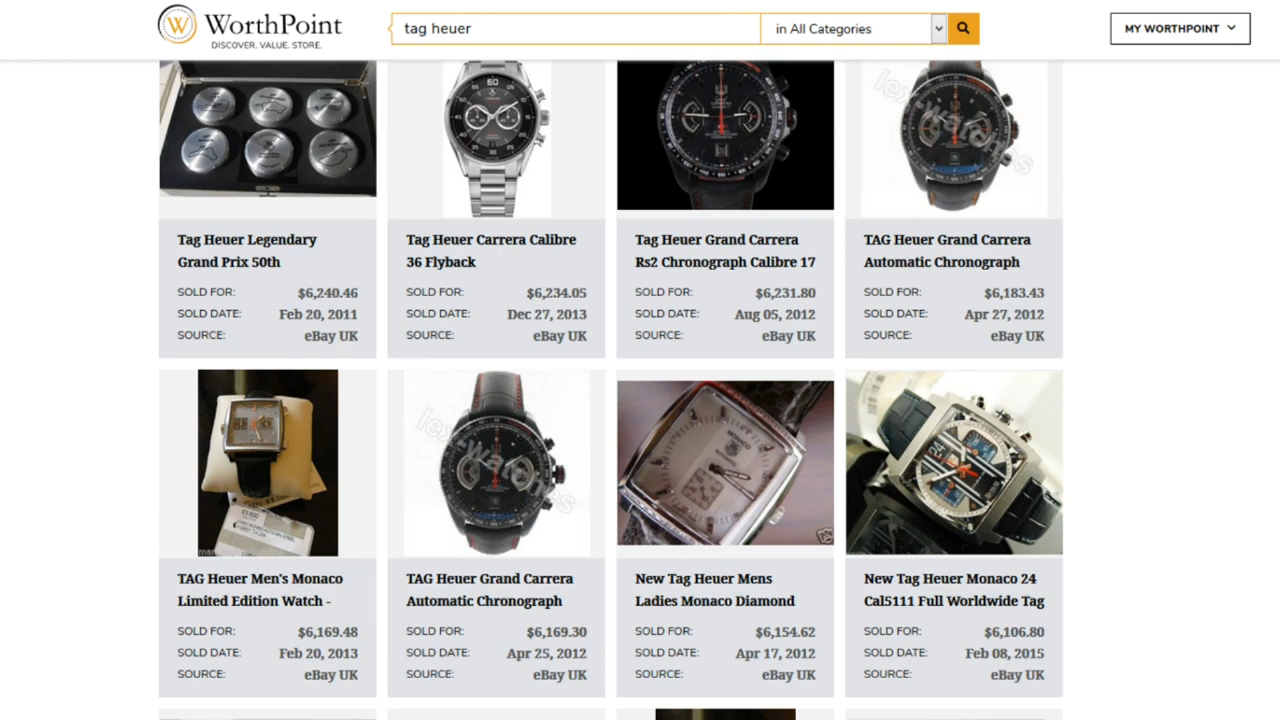 WorthPoint
DISCOVER. VALUE. STORE.
tag heuer
in All Categories
MY WORTHPOINT
Tag Heuer Legendary
Grand Prix 50th
SOLD FOR: $6,240.46
SOLD DATE: Feb 20, 2011
SOURCE: eBay UK
Tag Heuer Carrera Calibre
36 Flyback
SOLD FOR: $6,234.05
SOLD DATE: Dec 27, 2013
SOURCE: eBay UK
Tag Heuer Grand Carrera
Rs2 Chronograph Calibre 17
SOLD FOR: $6,231.80
SOLD DATE: Aug 05, 2012
SOURCE: eBay UK
lex-watches
TAG Heuer Grand Carrera
Automatic Chronograph
SOLD FOR: $6,183.43
SOLD DATE: Apr 27, 2012
SOURCE: eBay UK
TAG Heuer Men's Monaco
Limited Edition Watch -
SOLD FOR: $6,169.48
SOLD DATE: Feb 20, 2013
SOURCE: eBay UK
lex-watches
TAG Heuer Grand Carrera
Automatic Chronograph
SOLD FOR: $6,169.30
SOLD DATE: Apr 25, 2012
SOURCE: eBay UK
MONACO
New Tag Heuer Mens
Ladies Monaco Diamond
SOLD FOR: $6,154.62
SOLD DATE: Apr 17, 2012
SOURCE: eBay UK
New Tag Heuer Monaco 24
Cal5111 Full Worldwide Tag
SOLD FOR: $6,106.80
SOLD DATE: Feb 08, 2015
SOURCE: eBay UK